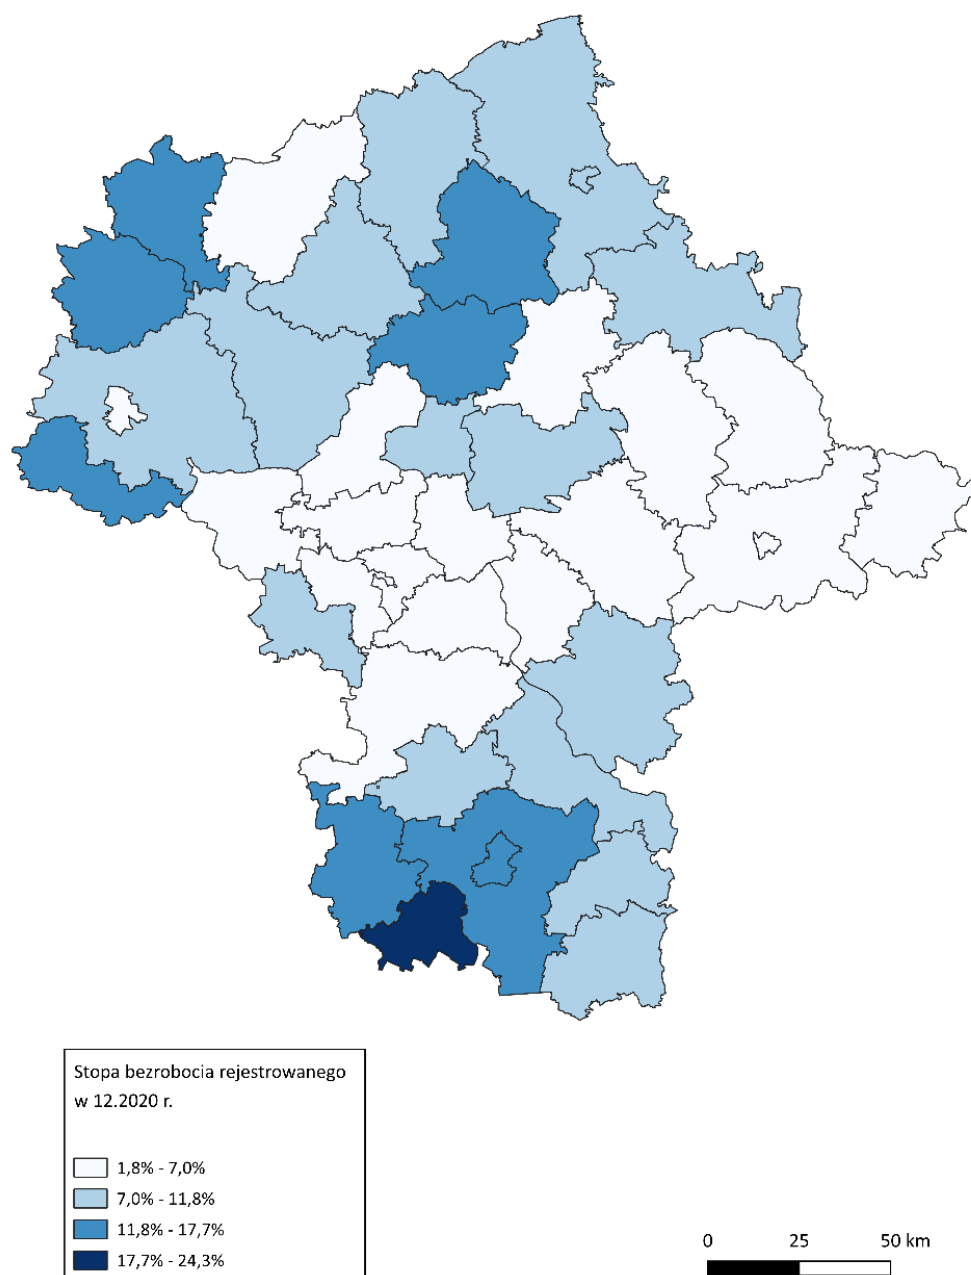 Stopa bezrobocia rejestrowanego
w 12.2020 r.
1,8% - 7,0%
7,0% - 11,8%
11,8% - 17,7%
17,7% - 24,3%
0 25 50 km